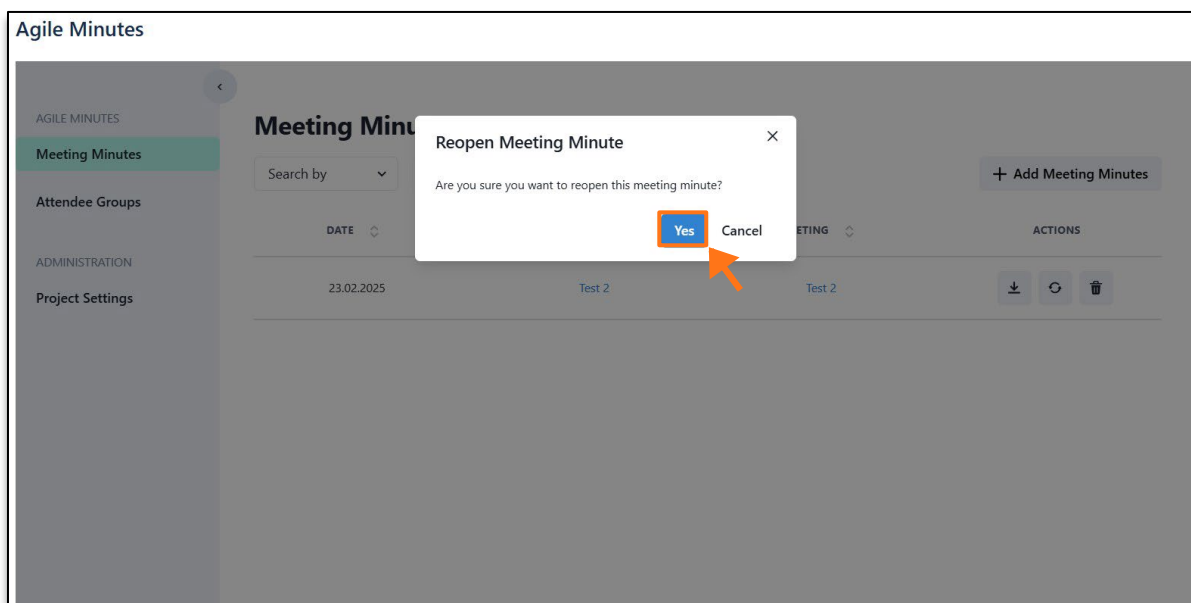 Agile Minutes
AGILE MINUTES
Meeting Minutes
Attendee Groups
ADMINISTRATION
Project Settings
Meeting Minu
Search by
+ Add Meeting Minutes
Reopen Meeting Minute
Are you sure you want to reopen this meeting minute?
Yes Cancel
DATE ETING ACTIONS
23.02.2025 Test 2 Test 2